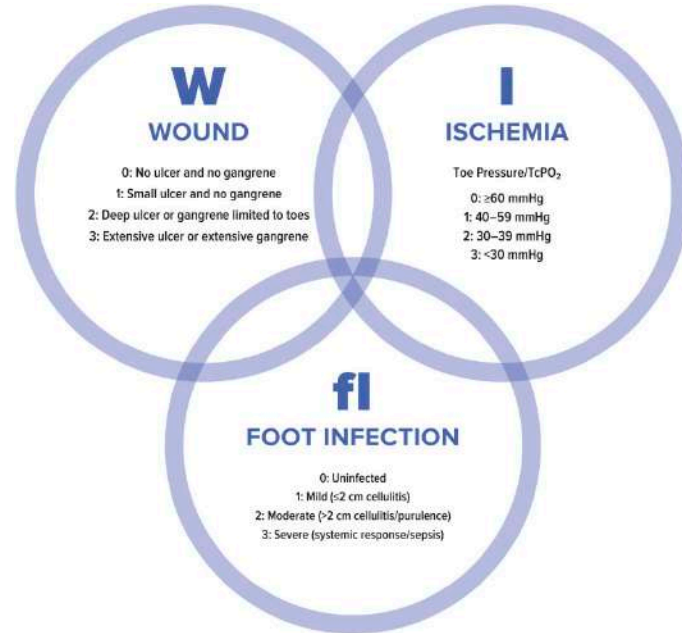 W
WOUND
0: No ulcer and no gangrene
1: Small ulcer and no gangrene
2: Deep ulcer or gangrene limited to toes
3: Extensive ulcer or extensive gangrene
I
ISCHEMIA
Toe Pressure/TcPO₂
0: ≥60 mmHg
1: 40–59 mmHg
2: 30–39 mmHg
3: <30 mmHg
fI
FOOT INFECTION
0: Uninfected
1: Mild (≤2 cm cellulitis)
2: Moderate (>2 cm cellulitis/purulence)
3: Severe (systemic response/sepsis)